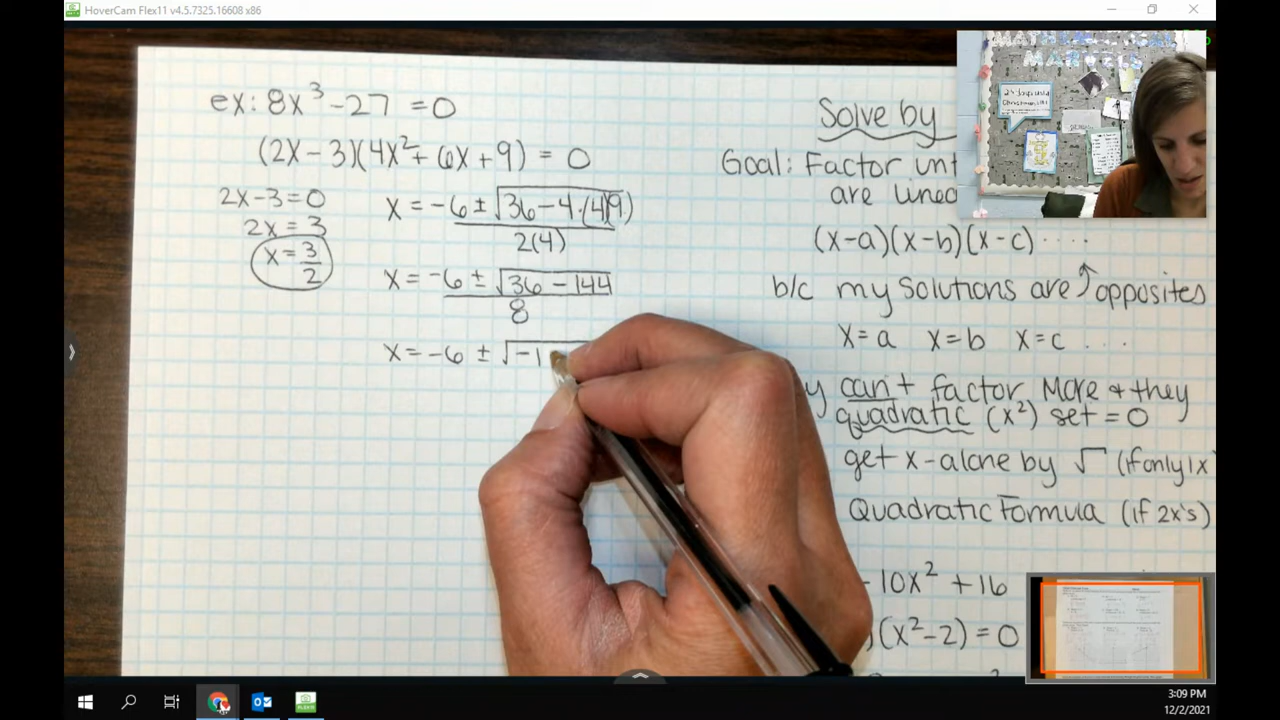 HoverCam Flex11 v4.5.7325.16608 x86
ex: 8x³ - 27 = 0
(2x - 3)(4x² + 6x + 9) = 0
2x - 3 = 0
2x = 3
x = 3/2
x = -6 ± √36 - 4·(4)(9)
2(4)
x = -6 ± √36 - 144
8
x = -6 ± √-1
Solve by
Goal: Factor
are
(x-a)(x-b)(x-c) ....
b/c my solutions are opposites
x=a x=b x=c ...
can't factor more & they
quadratic (x²) set = 0
get x-alone by √ (if only 1 x
Quadratic Formula (if 2x's)
-10x² + 16
(x² - 2) = 0
3:09 PM
12/2/2021